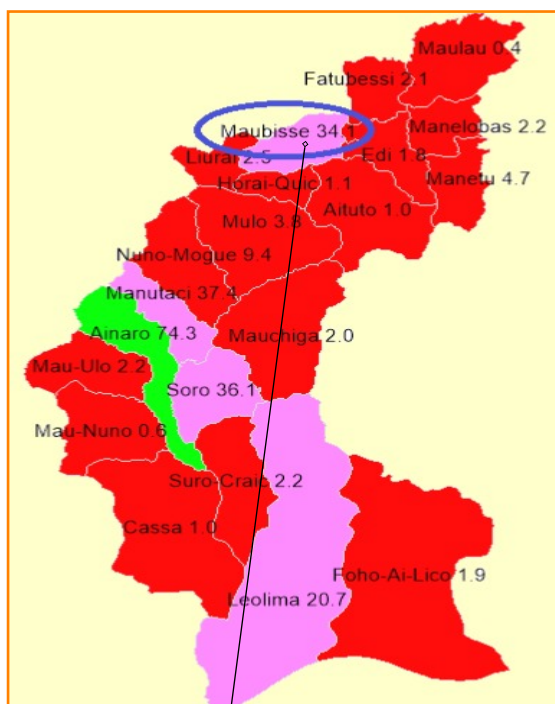 Maulau 0.4
Fatubessi 2.1
Maubisse 34.1
Manelobas 2.2
Liurai 2.5
Edi 1.8
Horai-Quic 1.1
Manetu 4.7
Aituto 1.0
Mulo 3.8
Nuno-Mogue 9.4
Manutaci 37.4
Ainaro 74.3
Mauchiga 2.0
Mau-Ulo 2.2
Soro 36.1
Mau-Nuno 0.6
Suro-Craic 2.2
Cassa 1.0
Foho-Ai-Lico 1.9
Leolima 20.7